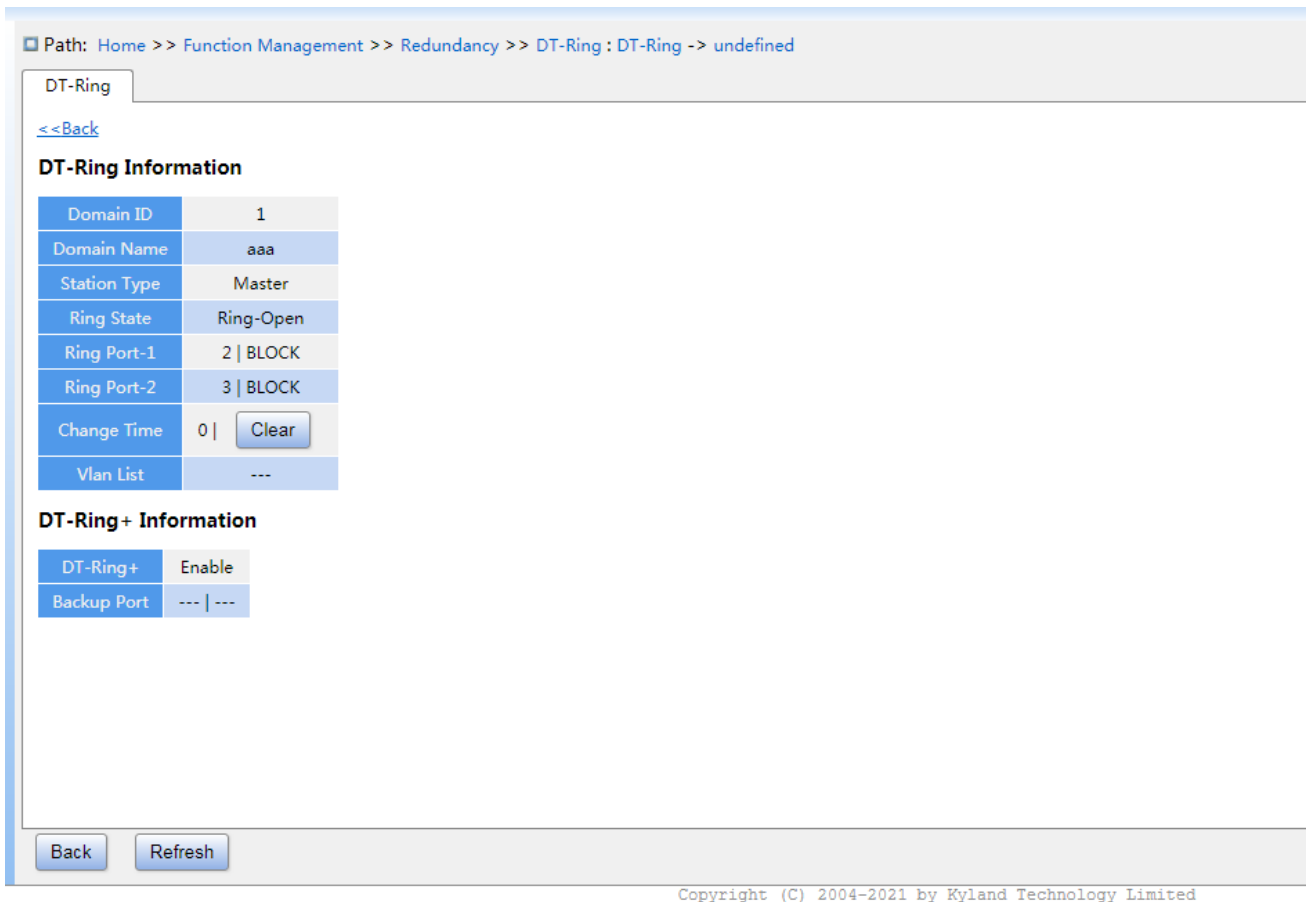 Path: Home >> Function Management >> Redundancy >> DT-Ring : DT-Ring -> undefined
DT-Ring
<<Back
DT-Ring Information
Domain ID 1
Domain Name aaa
Station Type Master
Ring State Ring-Open
Ring Port-1 2 | BLOCK
Ring Port-2 3 | BLOCK
Change Time 0 | Clear
Vlan List ---
DT-Ring+ Information
DT-Ring+ Enable
Backup Port --- | ---
Back Refresh
Copyright (C) 2004-2021 by Kyland Technology Limited